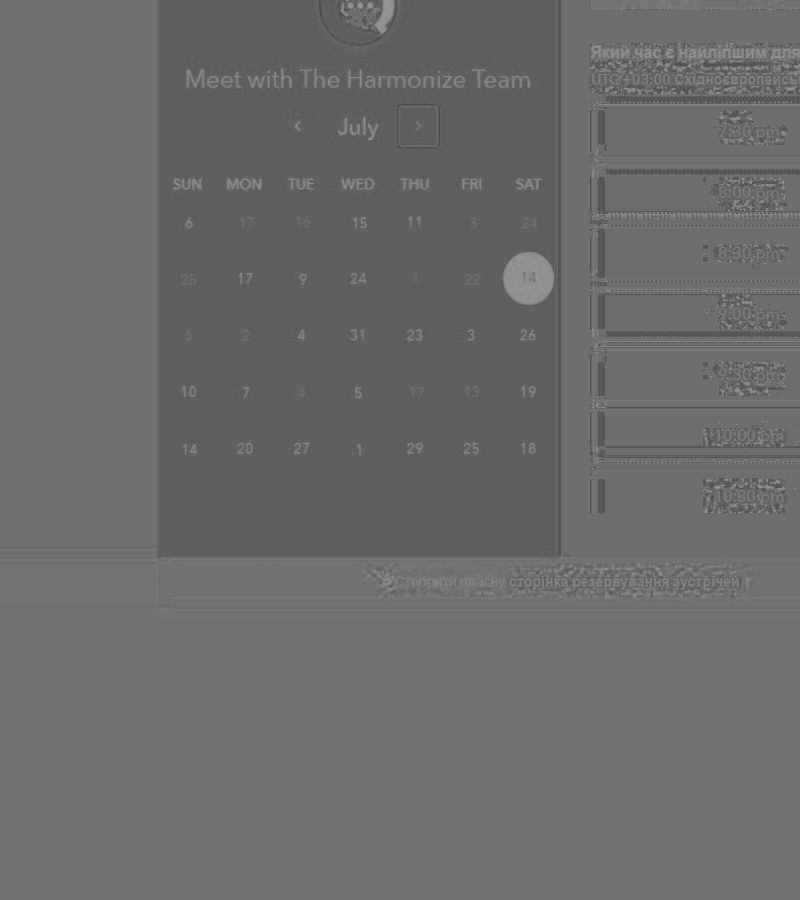 Meet with The Harmonize Team
July
SUN MON TUE WED THU FRI SAT
6 17 16 15 11 3 24
25 17 9 24 1 22 14
6 2 4 31 23 3 26
10 7 4 5 17 13 19
14 20 27 1 29 25 18
Який час є найліпшим для
UTC +03:00 Східноєвропейсь
7:30 pm
8:00 pm
8:30 pm
9:00 pm
9:30 pm
10:00 pm
10:30 pm
Створити власну сторінка резервування зустрічей